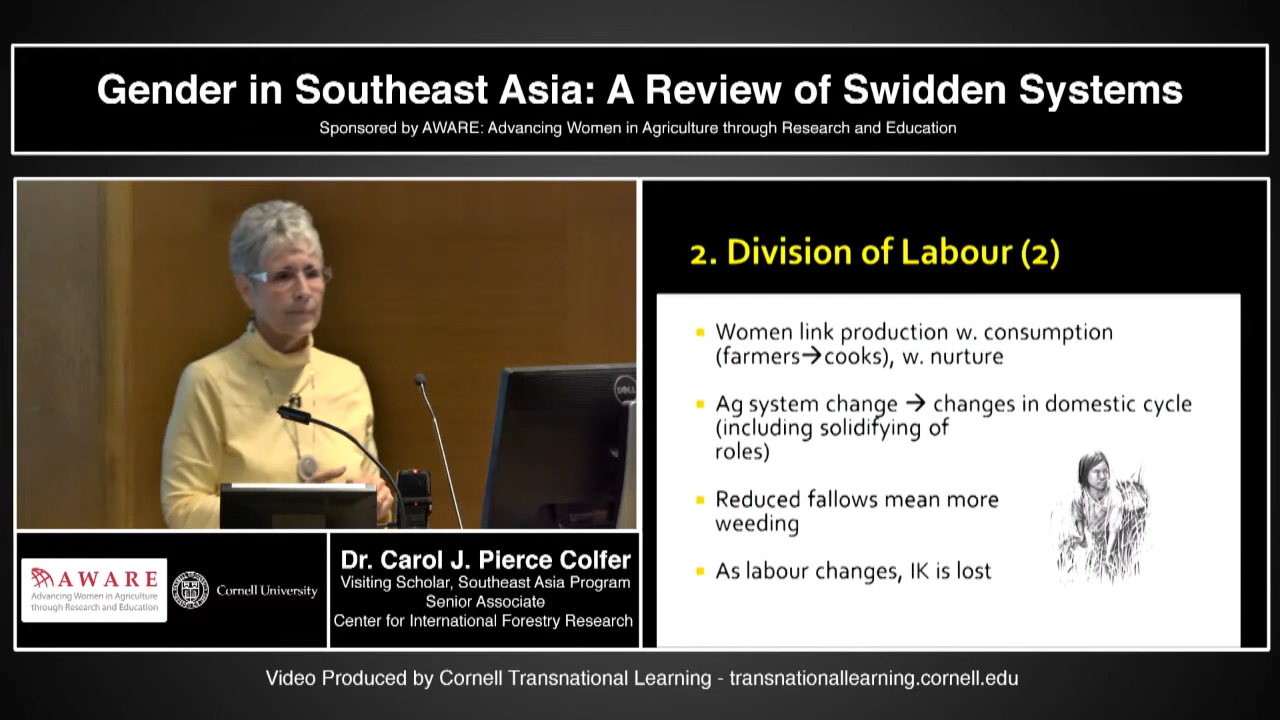 Gender in Southeast Asia: A Review of Swidden Systems
Sponsored by AWARE: Advancing Women in Agriculture through Research and Education
2. Division of Labour (2)
Women link production w. consumption
(farmers→cooks), w. nurture
Ag system change → changes in domestic cycle
(including solidifying of
roles)
Reduced fallows mean more
weeding
As labour changes, IK is lost
DELL
AWARE
Advancing Women in Agriculture
through Research and Education
Cornell University
Dr. Carol J. Pierce Colfer
Visiting Scholar, Southeast Asia Program
Senior Associate
Center for International Forestry Research
Video Produced by Cornell Transnational Learning - transnationallearning.cornell.edu